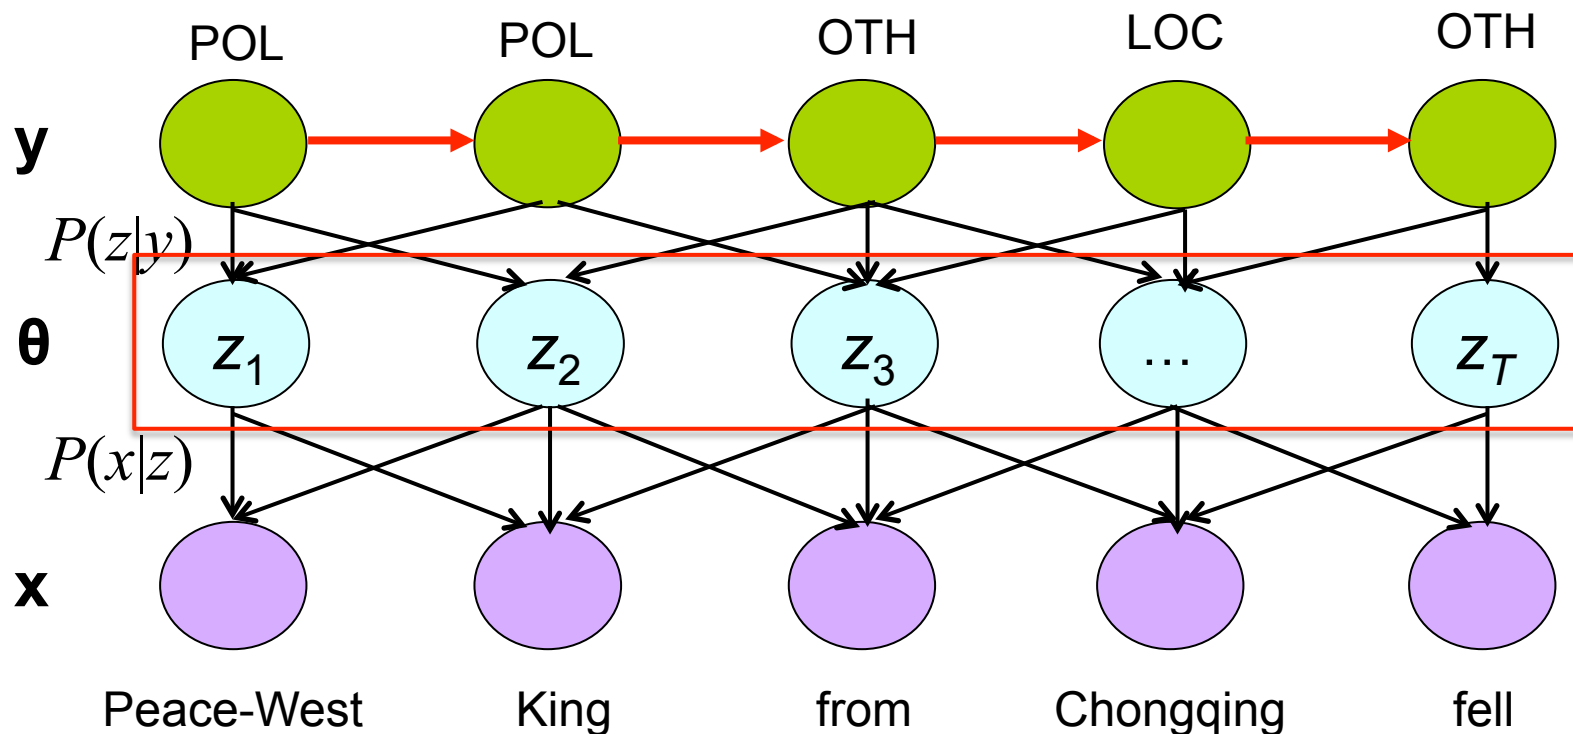 POL POL OTH LOC OTH
y
P(z|y)
θ z1 z2 z3 ... zT
P(x|z)
x
Peace-West King from Chongqing fell